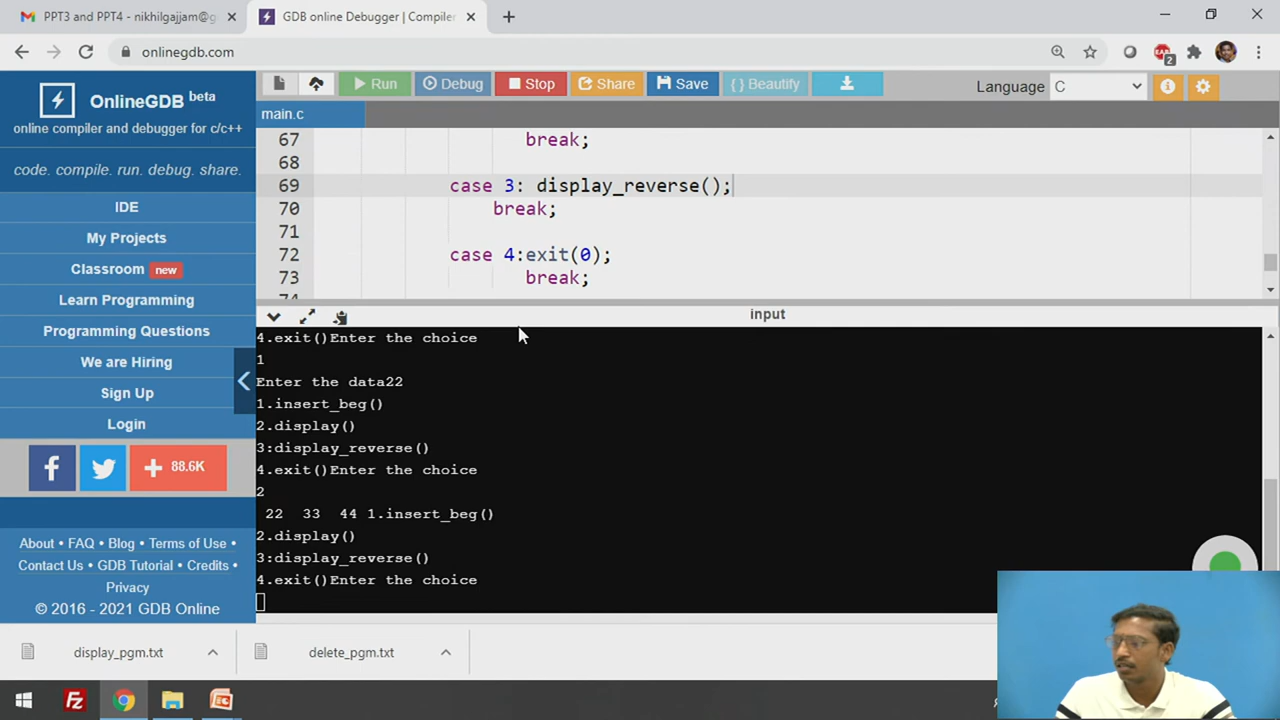 PPT3 and PPT4 - nikhilgajjam@g
GDB online Debugger | Compiler
onlinegdb.com
2
OnlineGDB beta
online compiler and debugger for c/c++
code. compile. run. debug. share.
IDE
My Projects
Classroom new
Learn Programming
Programming Questions
We are Hiring
Sign Up
Login
88.6K
About • FAQ • Blog • Terms of Use •
Contact Us • GDB Tutorial • Credits •
Privacy
© 2016 - 2021 GDB Online
Run
Debug
Stop
Share
Save
{ } Beautify
Language C
main.c
67 break;
68
69 case 3: display_reverse();
70 break;
71
72 case 4:exit(0);
73 break;
input
4.exit()Enter the choice
1
Enter the data22
1.insert_beg()
2.display()
3:display_reverse()
4.exit()Enter the choice
2
22 33 44 1.insert_beg()
2.display()
3:display_reverse()
4.exit()Enter the choice
display_pgm.txt
delete_pgm.txt